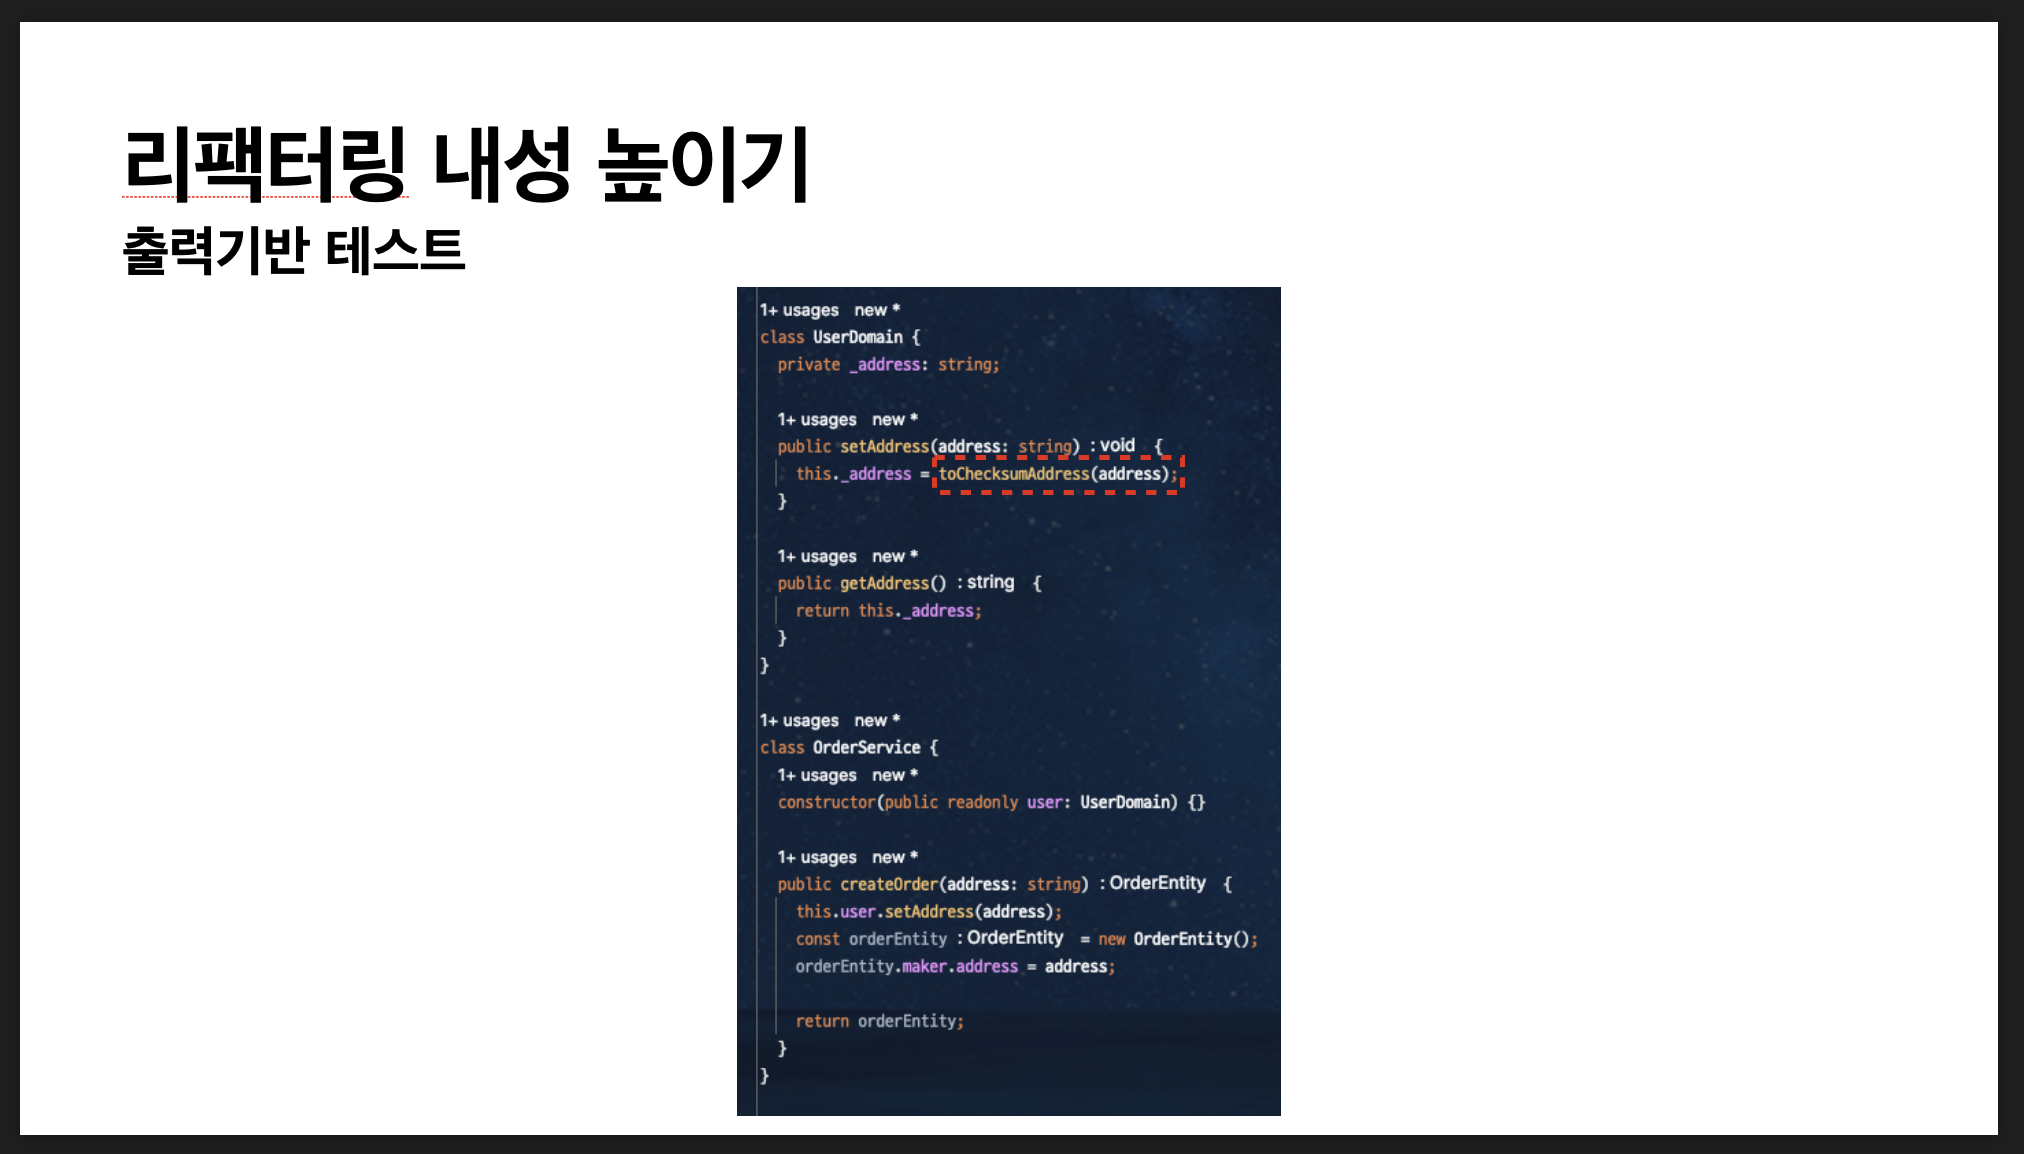 리팩터링 내성 높이기
출력기반 테스트
1+ usages new *
class UserDomain {
private _address: string;
1+ usages new *
public setAddress(address: string) : void {
this._address = toChecksumAddress(address);
}
1+ usages new *
public getAddress() : string {
return this._address;
}
}
1+ usages new *
class OrderService {
1+ usages new *
constructor(public readonly user: UserDomain) {}
1+ usages new *
public createOrder(address: string) : OrderEntity {
this.user.setAddress(address);
const orderEntity : OrderEntity = new OrderEntity();
orderEntity.maker.address = address;
return orderEntity;
}
}